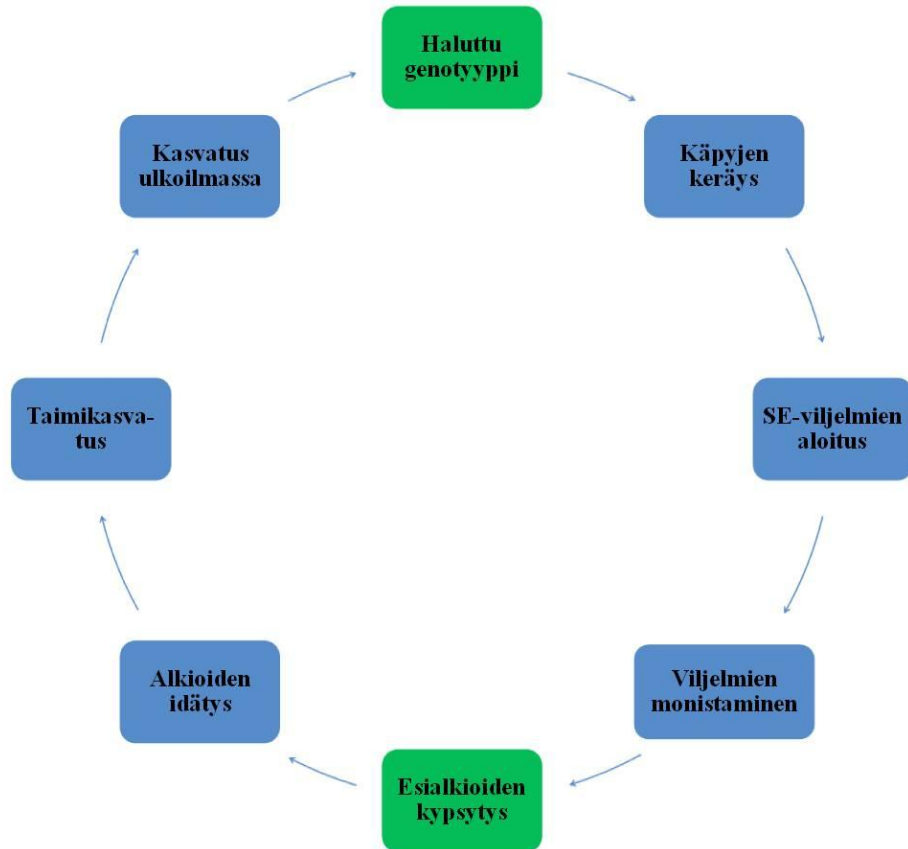 Haluttu
genotyyppi
Käpyjen
keräys
SE-viljelmien
aloitus
Viljelmien
monistaminen
Esialkioiden
kypsytys
Alkioiden
idätys
Taimikasva-
tus
Kasvatus
ulkoilmassa